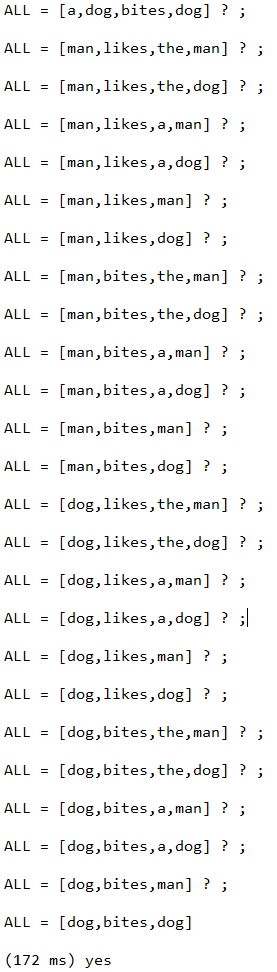 ALL = [a,dog,bites,dog] ? ;
ALL = [man,likes,the,man] ? ;
ALL = [man,likes,the,dog] ? ;
ALL = [man,likes,a,man] ? ;
ALL = [man,likes,a,dog] ? ;
ALL = [man,likes,man] ? ;
ALL = [man,likes,dog] ? ;
ALL = [man,bites,the,man] ? ;
ALL = [man,bites,the,dog] ? ;
ALL = [man,bites,a,man] ? ;
ALL = [man,bites,a,dog] ? ;
ALL = [man,bites,man] ? ;
ALL = [man,bites,dog] ? ;
ALL = [dog,likes,the,man] ? ;
ALL = [dog,likes,the,dog] ? ;
ALL = [dog,likes,a,man] ? ;
ALL = [dog,likes,a,dog] ? ;
ALL = [dog,likes,man] ? ;
ALL = [dog,likes,dog] ? ;
ALL = [dog,bites,the,man] ? ;
ALL = [dog,bites,the,dog] ? ;
ALL = [dog,bites,a,man] ? ;
ALL = [dog,bites,a,dog] ? ;
ALL = [dog,bites,man] ? ;
ALL = [dog,bites,dog]
(172 ms) yes